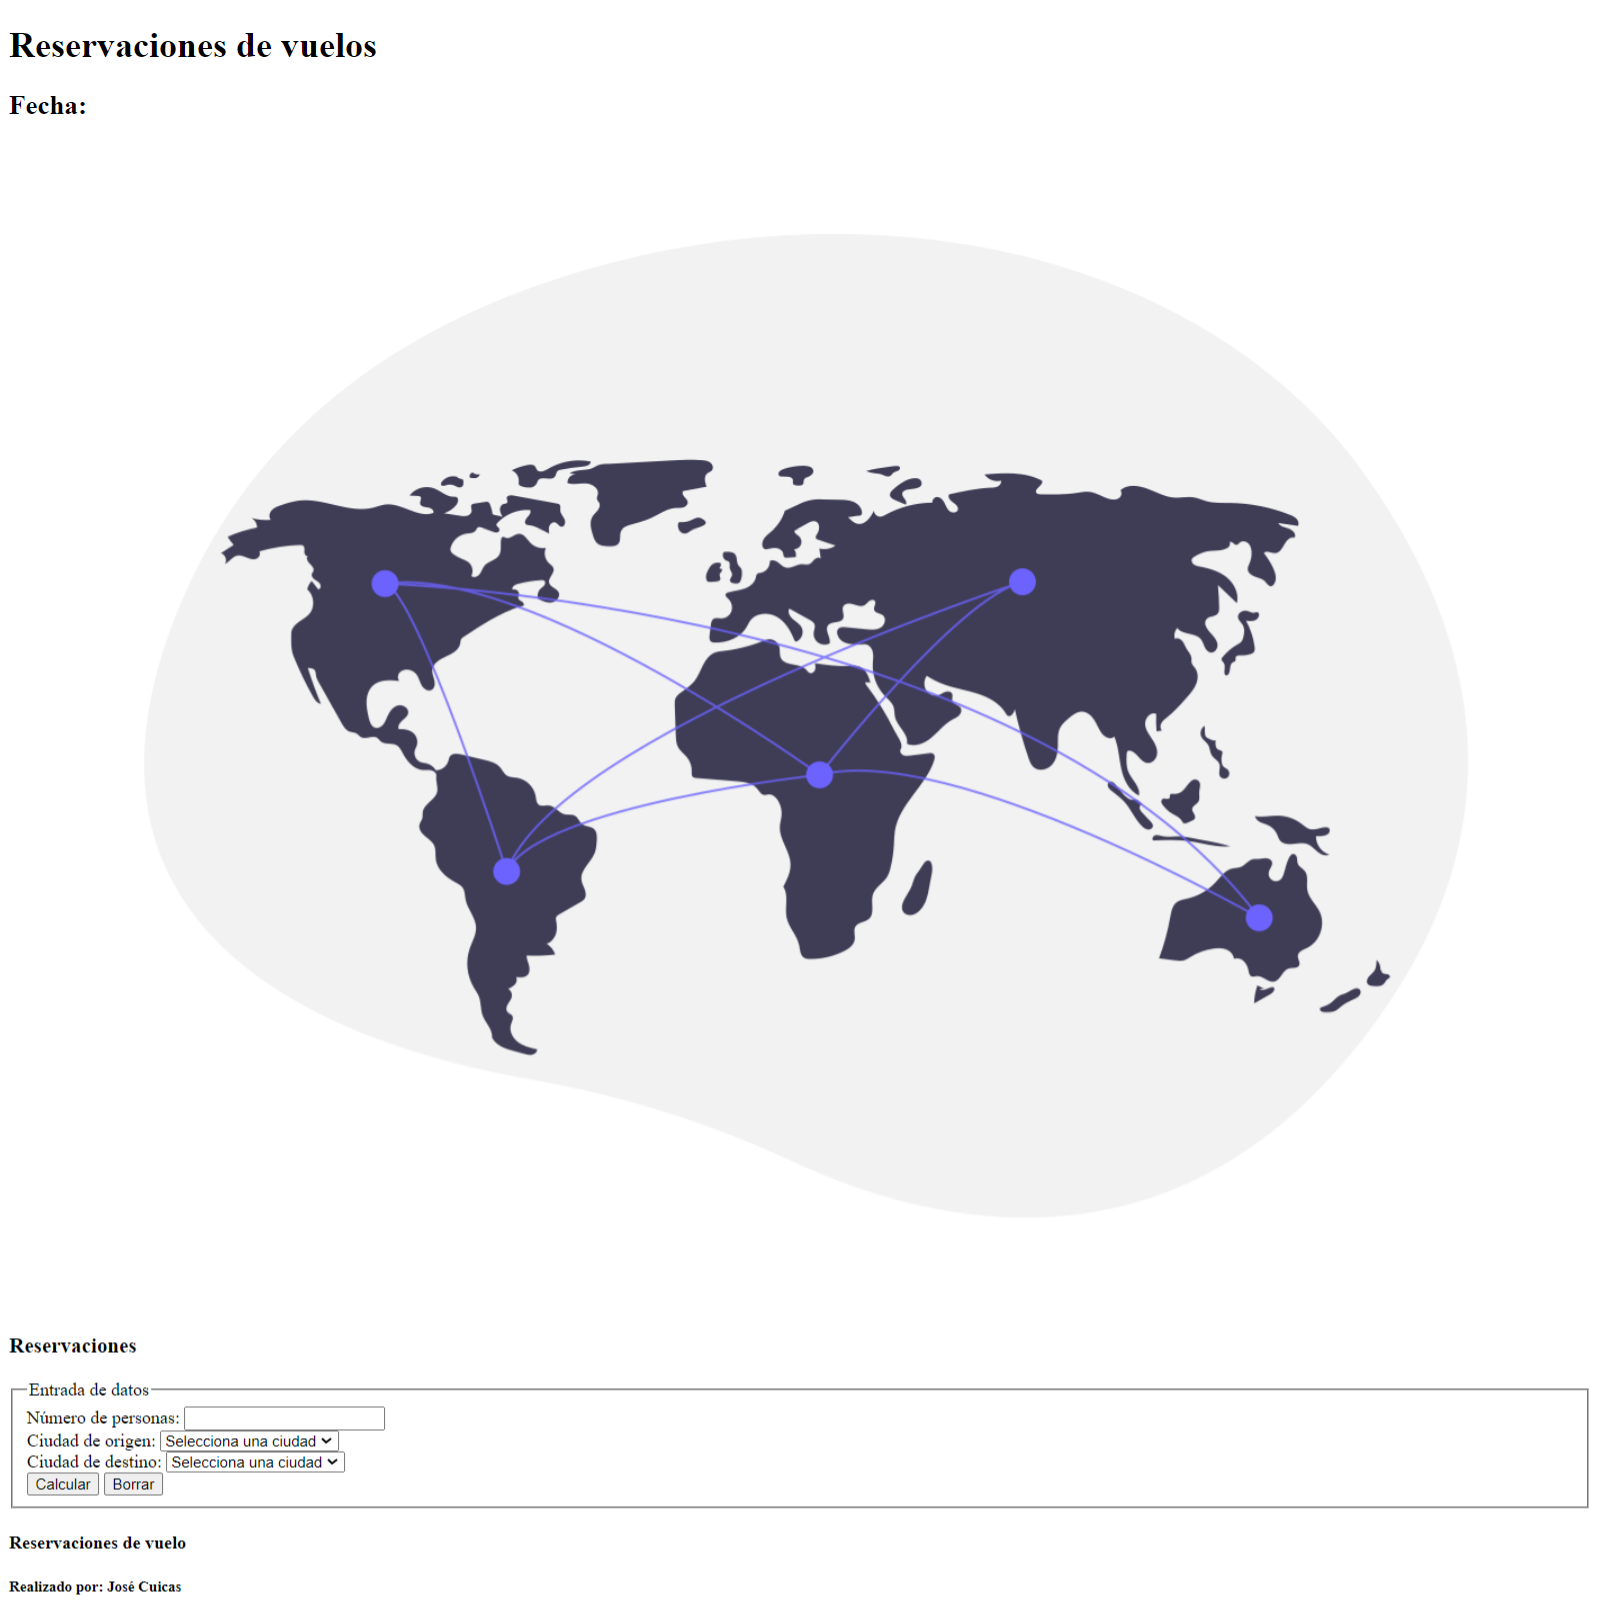 Reservaciones de vuelos
Fecha:
Reservaciones
Entrada de datos
Número de personas:
Ciudad de origen: Selecciona una ciudad
Ciudad de destino: Selecciona una ciudad
Calcular Borrar
Reservaciones de vuelo
Realizado por: José Cuicas